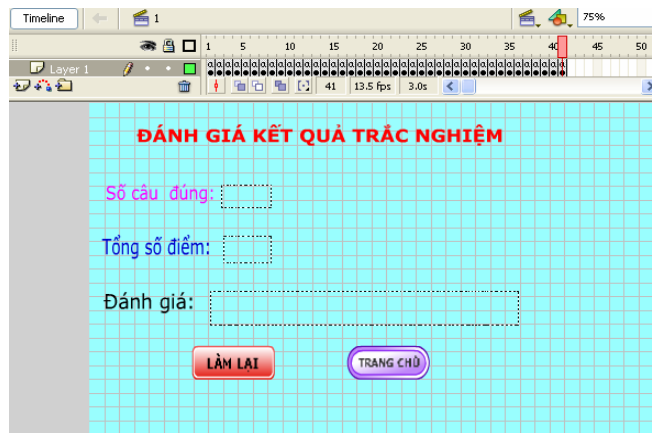 Timeline 1 75%
1 5 10 15 20 25 30 35 40 45 50
Layer 1
41 13.5 fps 3.0s
ĐÁNH GIÁ KẾT QUẢ TRẮC NGHIỆM
Số câu đúng:
Tổng số điểm:
Đánh giá:
LÀM LẠI TRANG CHỦ